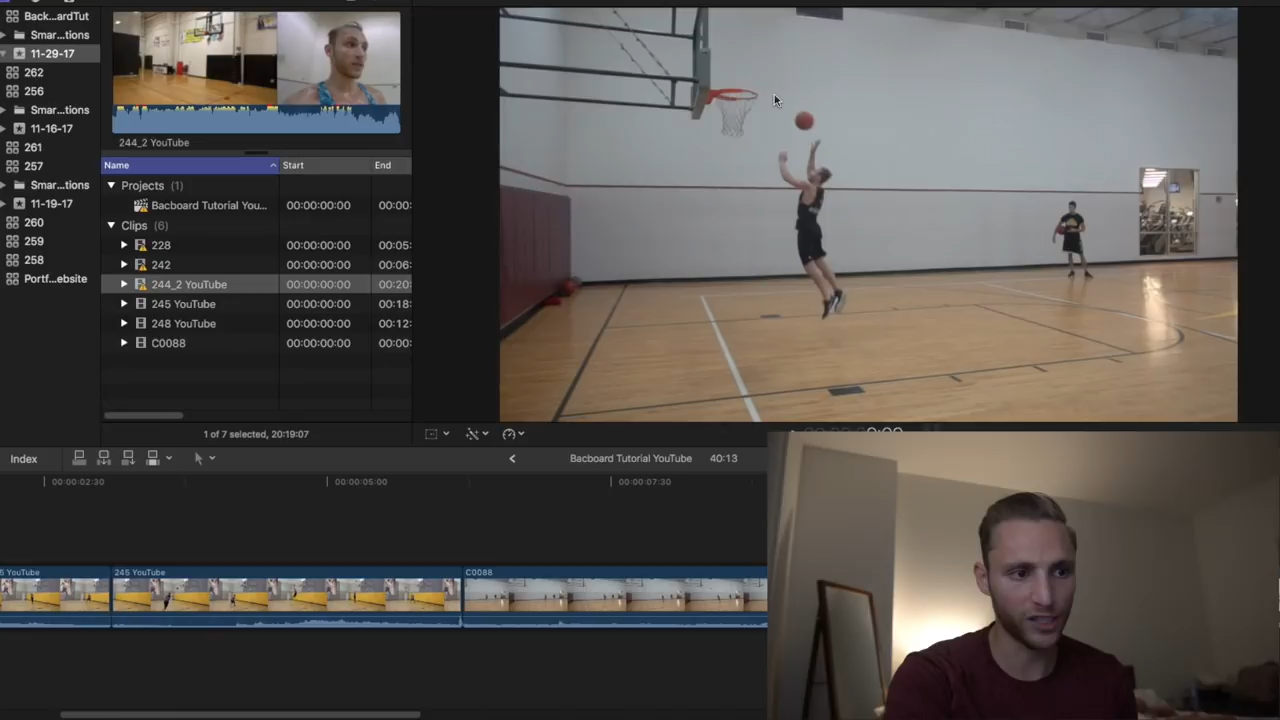 Back...ardTut
Smar...tions
11-29-17
262
256
Smar...tions
11-16-17
261
257
Smar...tions
11-19-17
260
259
258
Portf...ebsite
244_2 YouTube
Name Start End
Projects (1)
Bacboard Tutorial You... 00:00:00:00 00:00:
Clips (6)
228 00:00:00:00 00:05:
242 00:00:00:00 00:06:
244_2 YouTube 00:00:00:00 00:20:
245 YouTube 00:00:00:00 00:18:
248 YouTube 00:00:00:00 00:12:
C0088 00:00:00:00 00:00:
1 of 7 selected, 20:19:07
Index Bacboard Tutorial YouTube 40:13
00:00:02:30 00:00:05:00 00:00:07:30
5 YouTube 245 YouTube C0088